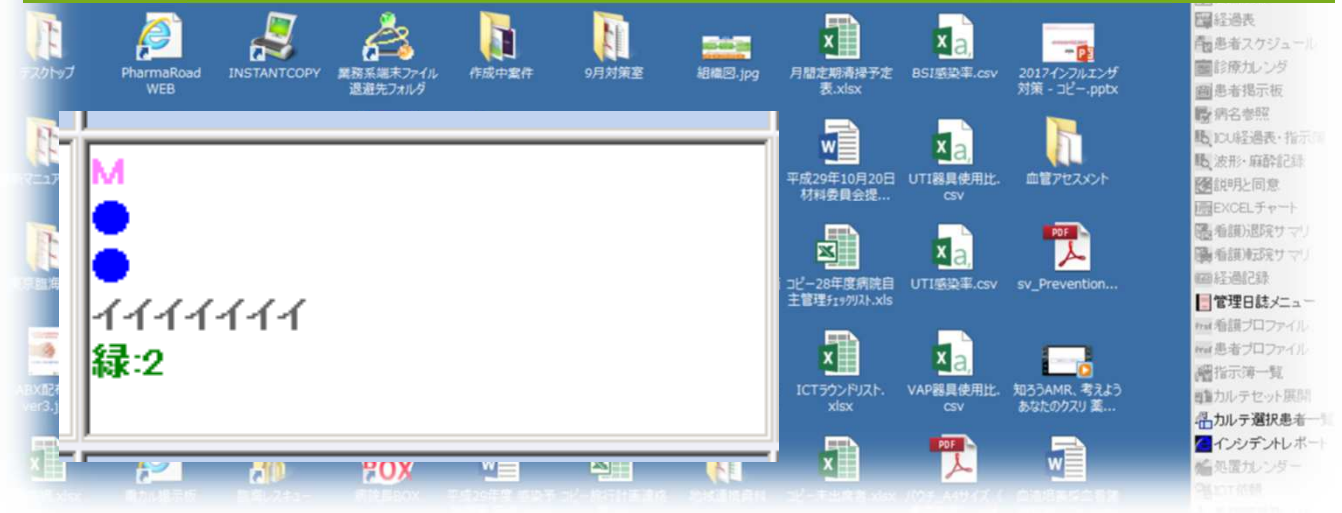 デスクトップ
PharmaRoad
WEB
INSTANTCOPY
業務系端末ファイル
退避先フォルダ
作成中案件
9月対策室
組織図.jpg
月間定期清掃予定
表.xlsx
BSI感染率.csv
2017インフルエンザ
対策 - コピー.pptx
M
イイイイイイイ
緑:2
平成29年10月20日
材料委員会提...
UTI器具使用比.
csv
血管アセスメント
コピー28年度病院自
主管理チェックリスト.xls
UTI感染率.csv
sv_Prevention...
ICTラウンドリスト.
xlsx
VAP器具使用比.
csv
知ろうAMR、考えよう
あなたのクスリ 薬...
ver3.j
経過表
患者スケジュール
診療カレンダ
患者掲示板
病名参照
ICU経過表・指示簿
波形・麻酔記録
説明と同意
EXCELチャート
看護)退院サマリ
看護)転院サマリ
経過記録
管理日誌メニュー
看護プロファイル
患者プロファイル
指示簿一覧
カルテセット展開
カルテ選択患者一覧
インシデントレポート
処置カレンダー